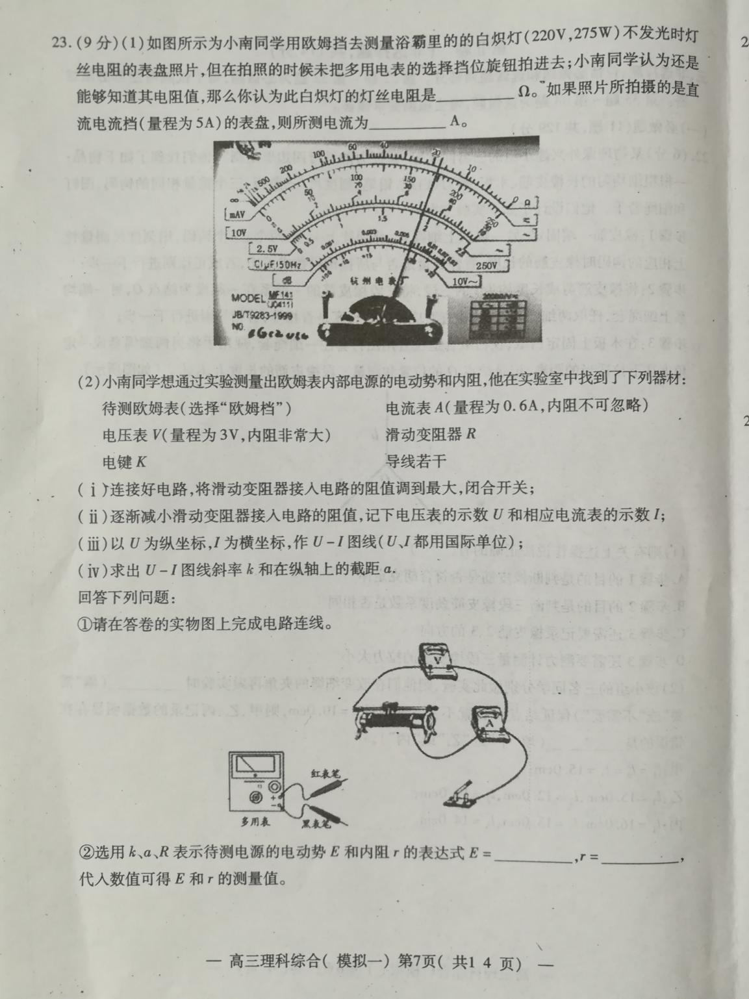 23.(9 分)(1)如图所示为小南同学用欧姆挡去测量浴霸里的的白炽灯(220V,275W)不发光时灯
丝电阻的表盘照片,但在拍照的时候未把多用电表的选择挡位旋钮拍进去;小南同学认为还是
能够知道其电阻值,那么你认为此白炽灯的灯丝电阻是________Ω。如果照片所拍摄的是直
流电流档(量程为5A)的表盘,则所测电流为________A。
500 200 100 60 40 20 10
∞ Ω
0 50 100 150 200 250
mAV
10V
2.5V
0 0.5 1.5 2 2.5
C(μF)50Hz
dB
250V
10V~
杭州电表厂
MODEL MF141
(J0411)
JB/T9283-1999
NO.
(2)小南同学想通过实验测量出欧姆表内部电源的电动势和内阻,他在实验室中找到了下列器材:
待测欧姆表(选择“欧姆档”) 电流表 A(量程为0.6A,内阻不可忽略)
电压表 V(量程为3V,内阻非常大) 滑动变阻器 R
电键 K 导线若干
(ⅰ)连接好电路,将滑动变阻器接入电路的阻值调到最大,闭合开关;
(ⅱ)逐渐减小滑动变阻器接入电路的阻值,记下电压表的示数 U 和相应电流表的示数 I;
(ⅲ)以 U 为纵坐标,I 为横坐标,作 U-I 图线(U、I 都用国际单位);
(ⅳ)求出 U-I 图线斜率 k 和在纵轴上的截距 a.
回答下列问题:
①请在答卷的实物图上完成电路连线。
V
A
红表笔
Ω
+
-
多用表 黑表笔
②选用 k、a、R 表示待测电源的电动势 E 和内阻 r 的表达式 E=________,r=________,
代入数值可得 E 和 r 的测量值。
— 高三理科综合( 模拟一) 第7页( 共1 4 页) —